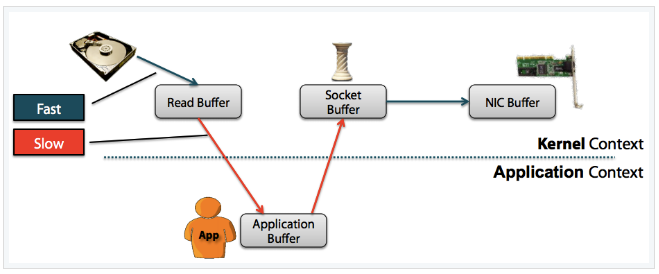 Fast
Slow
Read Buffer
Socket
Buffer
NIC Buffer
Kernel Context
Application Context
App
Application
Buffer